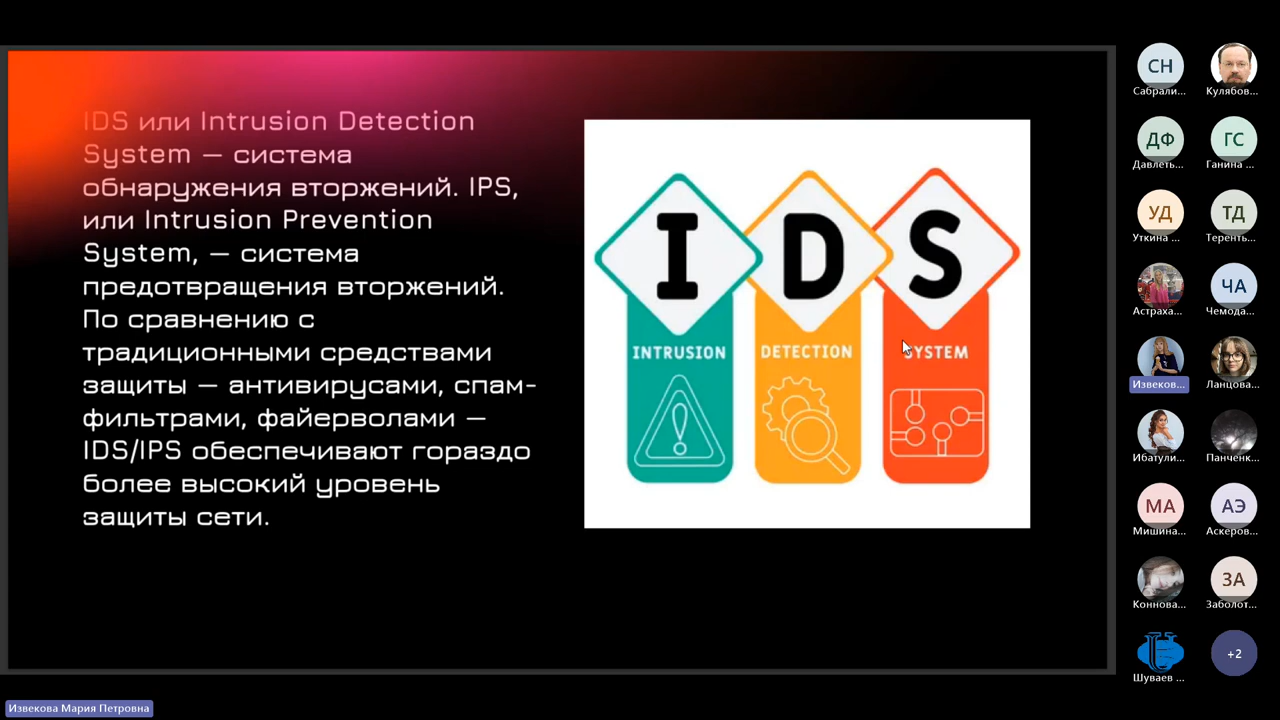 IDS или Intrusion Detection
System — система
обнаружения вторжений. IPS,
или Intrusion Prevention
System, — система
предотвращения вторжений.
По сравнению с
традиционными средствами
защиты — антивирусами, спам-
фильтрами, файерволами —
IDS/IPS обеспечивают гораздо
более высокий уровень
защиты сети.
I D S
INTRUSION DETECTION SYSTEM
СН
Сабрали... Кулябов...
ДФ ГС
Давлеть... Ганина ...
УД ТД
Уткина ... Теренть...
ЧА
Астраха... Чемода...
Извеков... Ланцова...
Ибатули... Панченк...
МА АЭ
Мишина... Аскеров...
ЗА
Коннова... Заболот...
+2
Шуваев ...
Извекова Мария Петровна